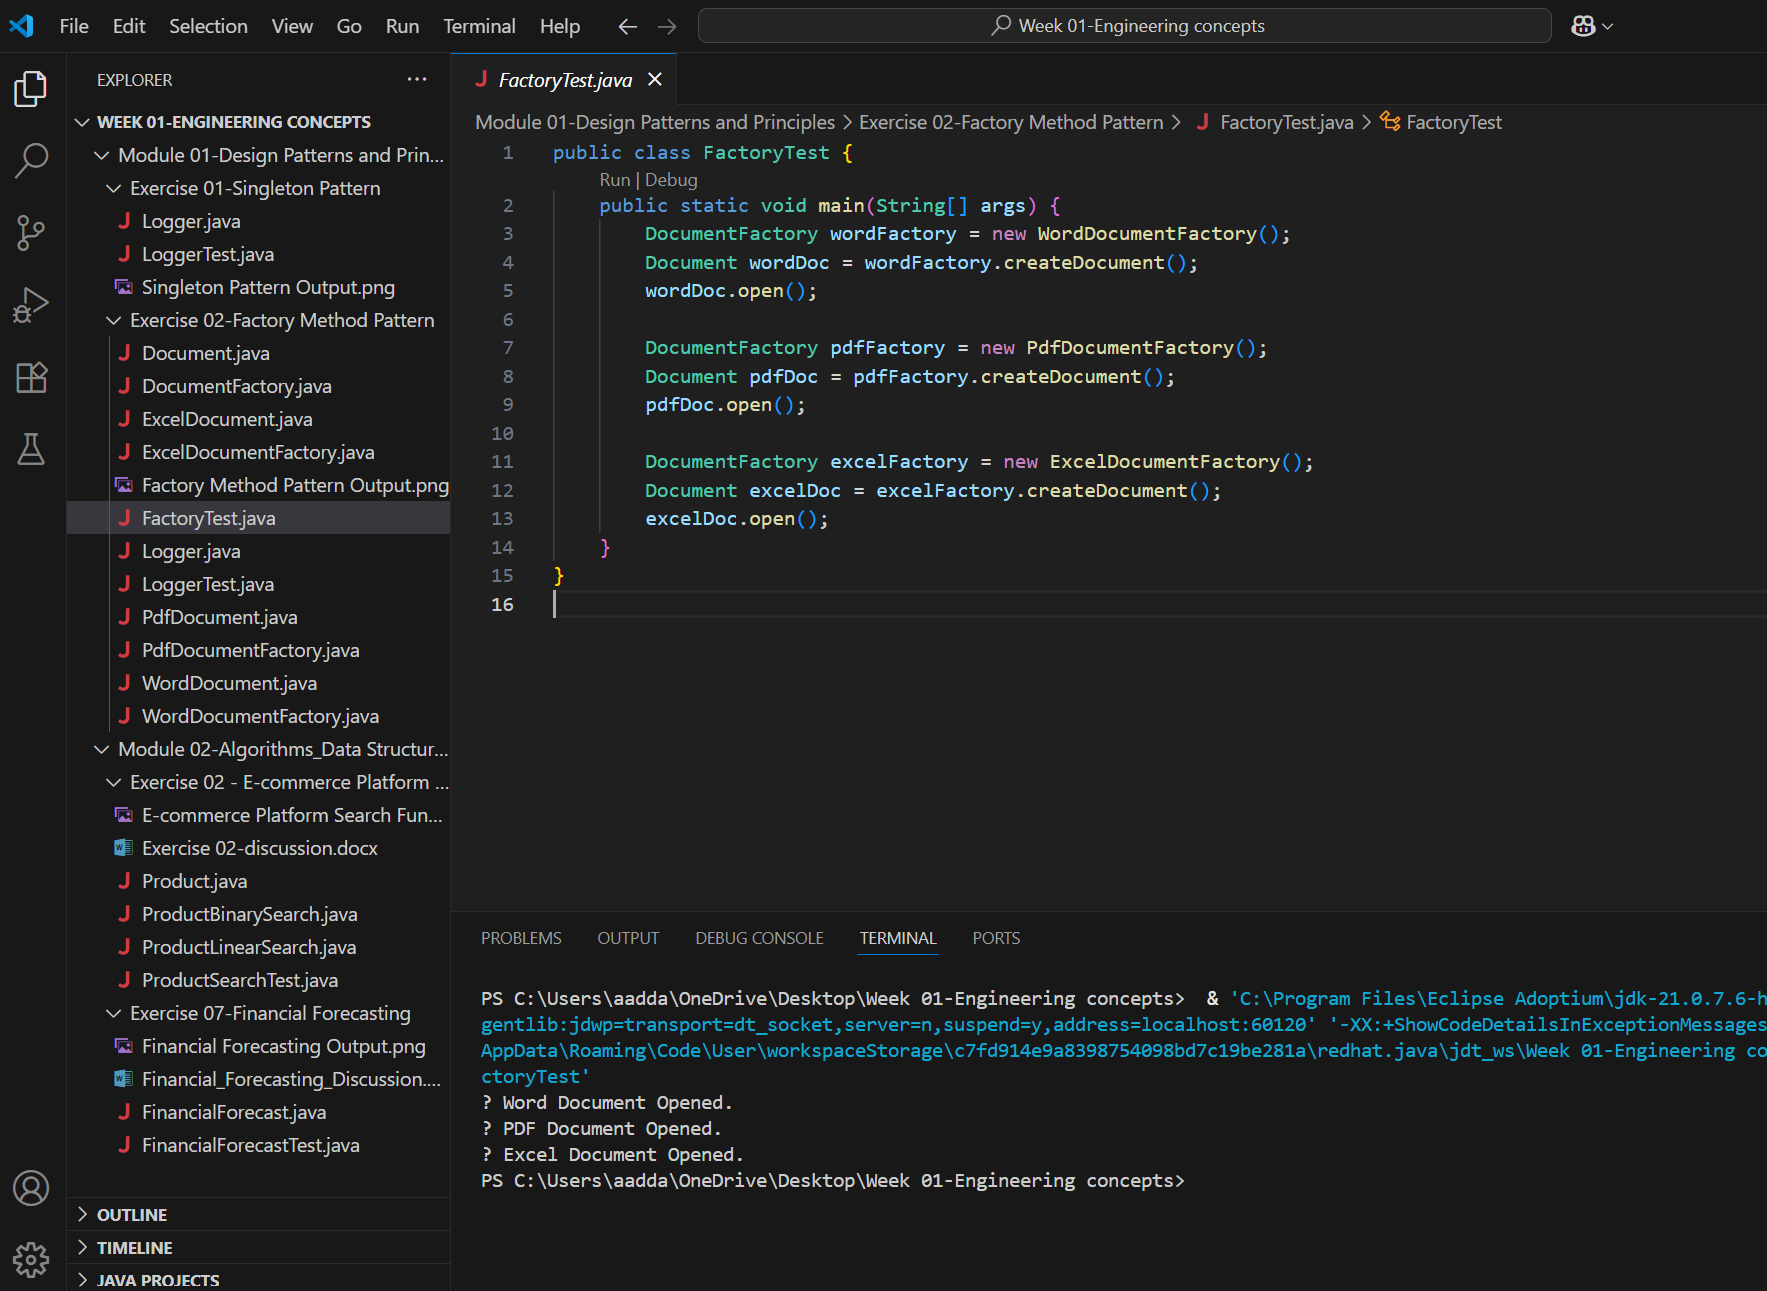 File Edit Selection View Go Run Terminal Help
Week 01-Engineering concepts
EXPLORER
WEEK 01-ENGINEERING CONCEPTS
Module 01-Design Patterns and Prin...
Exercise 01-Singleton Pattern
Logger.java
LoggerTest.java
Singleton Pattern Output.png
Exercise 02-Factory Method Pattern
Document.java
DocumentFactory.java
ExcelDocument.java
ExcelDocumentFactory.java
Factory Method Pattern Output.png
FactoryTest.java
Logger.java
LoggerTest.java
PdfDocument.java
PdfDocumentFactory.java
WordDocument.java
WordDocumentFactory.java
Module 02-Algorithms_Data Structur...
Exercise 02 - E-commerce Platform ...
E-commerce Platform Search Fun...
Exercise 02-discussion.docx
Product.java
ProductBinarySearch.java
ProductLinearSearch.java
ProductSearchTest.java
Exercise 07-Financial Forecasting
Financial Forecasting Output.png
Financial_Forecasting_Discussion....
FinancialForecast.java
FinancialForecastTest.java
OUTLINE
TIMELINE
JAVA PROJECTS
FactoryTest.java
Module 01-Design Patterns and Principles > Exercise 02-Factory Method Pattern > FactoryTest.java > FactoryTest
1 public class FactoryTest {
Run | Debug
2 public static void main(String[] args) {
3 DocumentFactory wordFactory = new WordDocumentFactory();
4 Document wordDoc = wordFactory.createDocument();
5 wordDoc.open();
6
7 DocumentFactory pdfFactory = new PdfDocumentFactory();
8 Document pdfDoc = pdfFactory.createDocument();
9 pdfDoc.open();
10
11 DocumentFactory excelFactory = new ExcelDocumentFactory();
12 Document excelDoc = excelFactory.createDocument();
13 excelDoc.open();
14 }
15 }
16
PROBLEMS OUTPUT DEBUG CONSOLE TERMINAL PORTS
PS C:\Users\aadda\OneDrive\Desktop\Week 01-Engineering concepts> & 'C:\Program Files\Eclipse Adoptium\jdk-21.0.7.6-h
gentlib:jdwp=transport=dt_socket,server=n,suspend=y,address=localhost:60120' '-XX:+ShowCodeDetailsInExceptionMessages
AppData\Roaming\Code\User\workspaceStorage\c7fd914e9a8398754098bd7c19be281a\redhat.java\jdt_ws\Week 01-Engineering co
ctoryTest'
? Word Document Opened.
? PDF Document Opened.
? Excel Document Opened.
PS C:\Users\aadda\OneDrive\Desktop\Week 01-Engineering concepts>